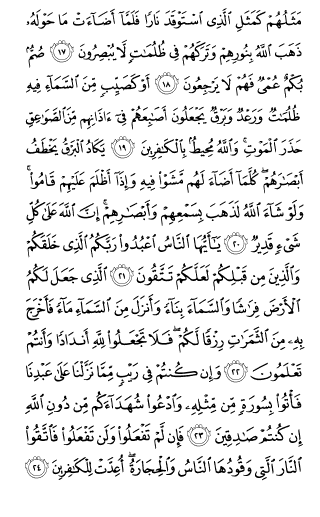 مَثَلُهُمْ كَمَثَلِ ٱلَّذِى ٱسْتَوْقَدَ نَارًا فَلَمَّآ أَضَآءَتْ مَا حَوْلَهُۥ
ذَهَبَ ٱللَّهُ بِنُورِهِمْ وَتَرَكَهُمْ فِى ظُلُمَٰتٍ لَّا يُبْصِرُونَ ١٧ صُمٌّۢ
بُكْمٌ عُمْىٌ فَهُمْ لَا يَرْجِعُونَ ١٨ أَوْ كَصَيِّبٍ مِّنَ ٱلسَّمَآءِ فِيهِ
ظُلُمَٰتٌ وَرَعْدٌ وَبَرْقٌ يَجْعَلُونَ أَصَٰبِعَهُمْ فِىٓ ءَاذَانِهِم مِّنَ ٱلصَّوَٰعِقِ
حَذَرَ ٱلْمَوْتِ ۚ وَٱللَّهُ مُحِيطٌۢ بِٱلْكَٰفِرِينَ ١٩ يَكَادُ ٱلْبَرْقُ يَخْطَفُ
أَبْصَٰرَهُمْ ۖ كُلَّمَآ أَضَآءَ لَهُم مَّشَوْا۟ فِيهِ وَإِذَآ أَظْلَمَ عَلَيْهِمْ قَامُوا۟ ۚ
وَلَوْ شَآءَ ٱللَّهُ لَذَهَبَ بِسَمْعِهِمْ وَأَبْصَٰرِهِمْ ۚ إِنَّ ٱللَّهَ عَلَىٰ كُلِّ
شَىْءٍ قَدِيرٌ ٢٠ يَٰٓأَيُّهَا ٱلنَّاسُ ٱعْبُدُوا۟ رَبَّكُمُ ٱلَّذِى خَلَقَكُمْ
وَٱلَّذِينَ مِن قَبْلِكُمْ لَعَلَّكُمْ تَتَّقُونَ ٢١ ٱلَّذِى جَعَلَ لَكُمُ
ٱلْأَرْضَ فِرَٰشًا وَٱلسَّمَآءَ بِنَآءً وَأَنزَلَ مِنَ ٱلسَّمَآءِ مَآءً فَأَخْرَجَ
بِهِۦ مِنَ ٱلثَّمَرَٰتِ رِزْقًا لَّكُمْ ۖ فَلَا تَجْعَلُوا۟ لِلَّهِ أَندَادًا وَأَنتُمْ
تَعْلَمُونَ ٢٢ وَإِن كُنتُمْ فِى رَيْبٍ مِّمَّا نَزَّلْنَا عَلَىٰ عَبْدِنَا
فَأْتُوا۟ بِسُورَةٍ مِّن مِّثْلِهِۦ وَٱدْعُوا۟ شُهَدَآءَكُم مِّن دُونِ ٱللَّهِ
إِن كُنتُمْ صَٰدِقِينَ ٢٣ فَإِن لَّمْ تَفْعَلُوا۟ وَلَن تَفْعَلُوا۟ فَٱتَّقُوا۟
ٱلنَّارَ ٱلَّتِى وَقُودُهَا ٱلنَّاسُ وَٱلْحِجَارَةُ ۖ أُعِدَّتْ لِلْكَٰفِرِينَ ٢٤